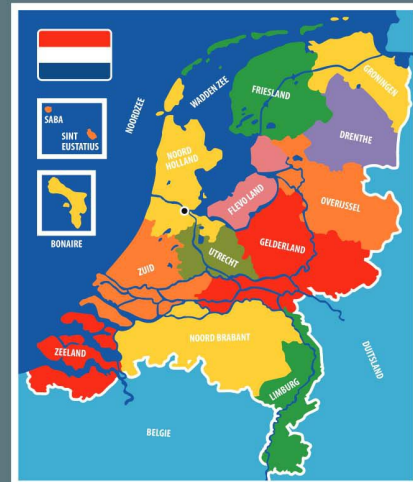 NOORDZEE
WADDEN ZEE
FRIESLAND
GRONINGEN
DRENTHE
SABA
SINT
EUSTATIUS
NOORD
HOLLAND
FLEVO LAND
OVERIJSSEL
BONAIRE
UTRECHT
GELDERLAND
ZUID
NOORD BRABANT
ZEELAND
LIMBURG
DUITSLAND
BELGIE